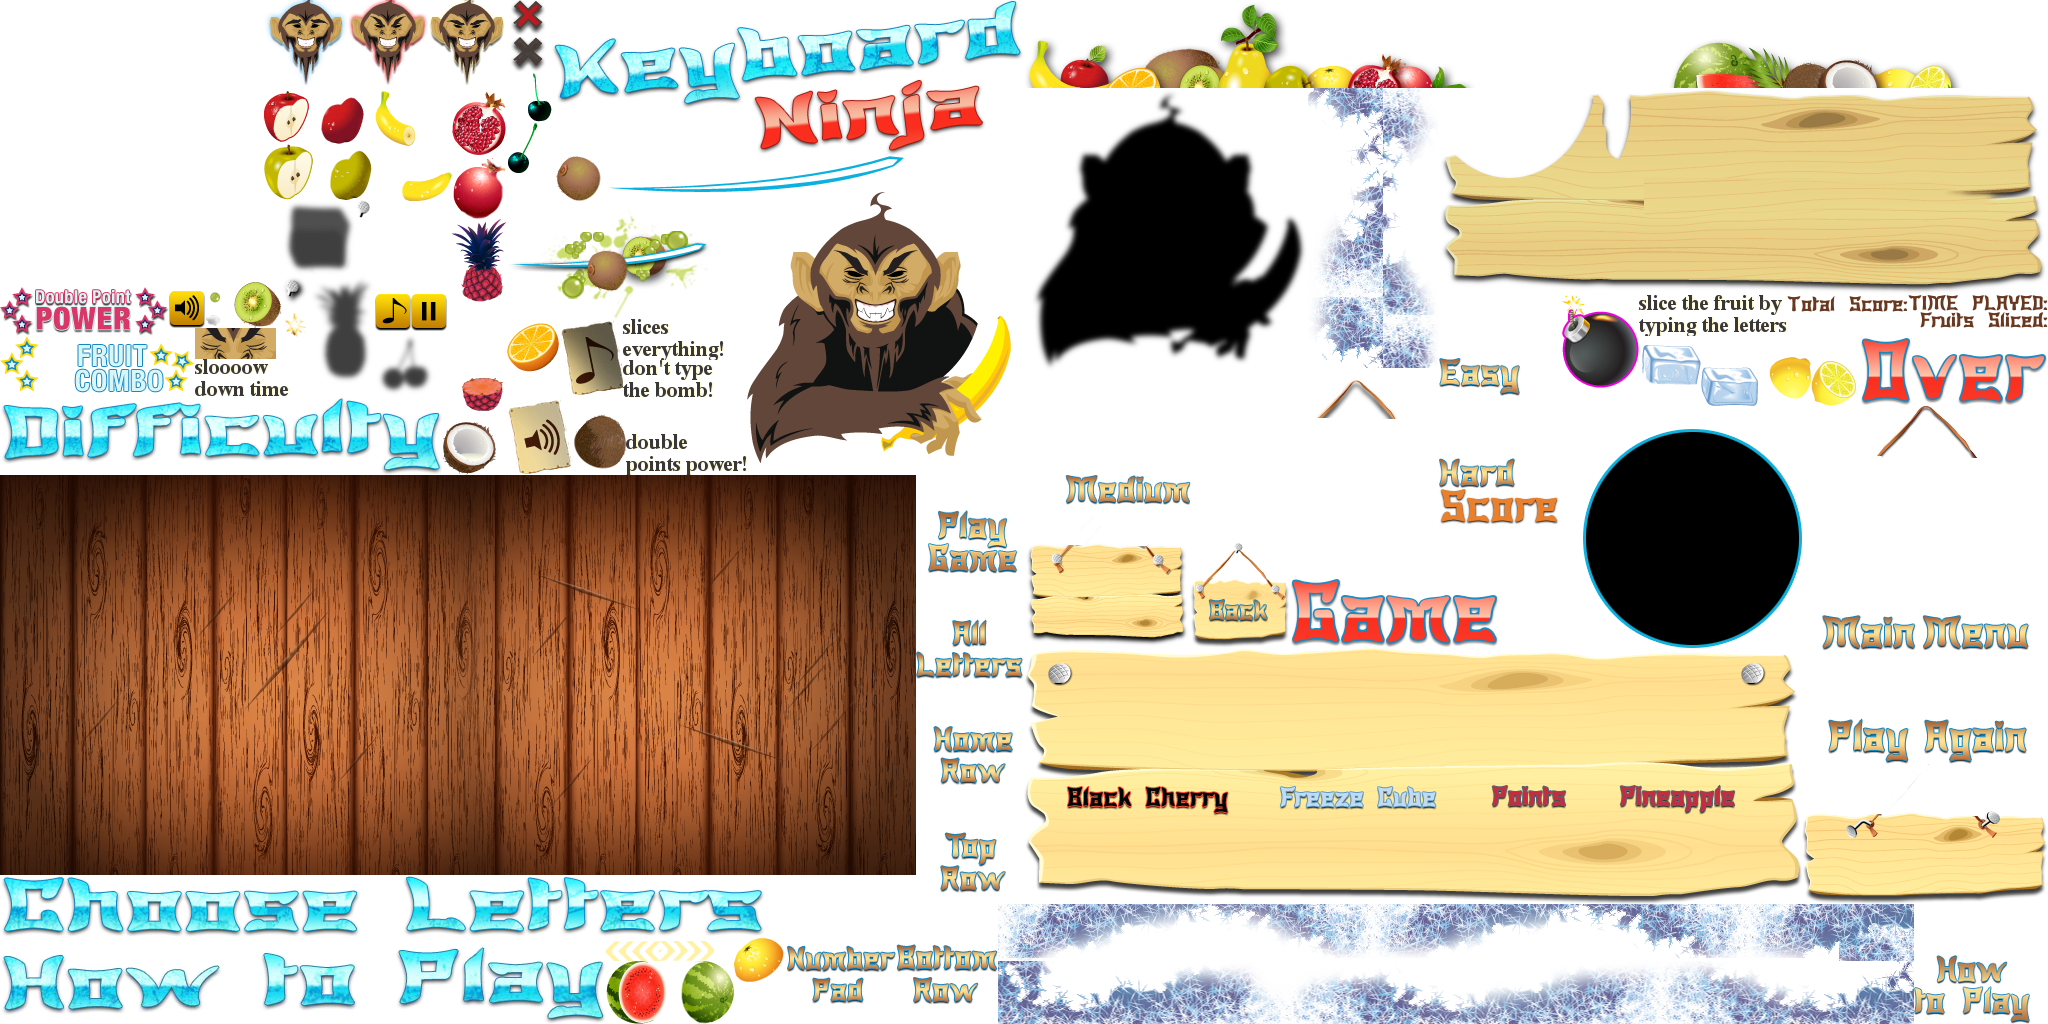 Keyboard
Ninja
Double Point
POWER
FRUIT
COMBO
sloooow
down time
slices
everything!
don't type
the bomb!
double
points power!
Difficulty
slice the fruit by
typing the letters
Total Score:
TIME PLAYED:
Fruits Sliced:
Easy
Over
Medium
Hard
Score
Play
Game
Back
Game
All
Letters
Main Menu
Home
Row
Play Again
Black Cherry
Freeze Cube
Points
Pineapple
Top
Row
Choose Letters
How to Play
Number
Pad
Bottom
Row
How
to Play